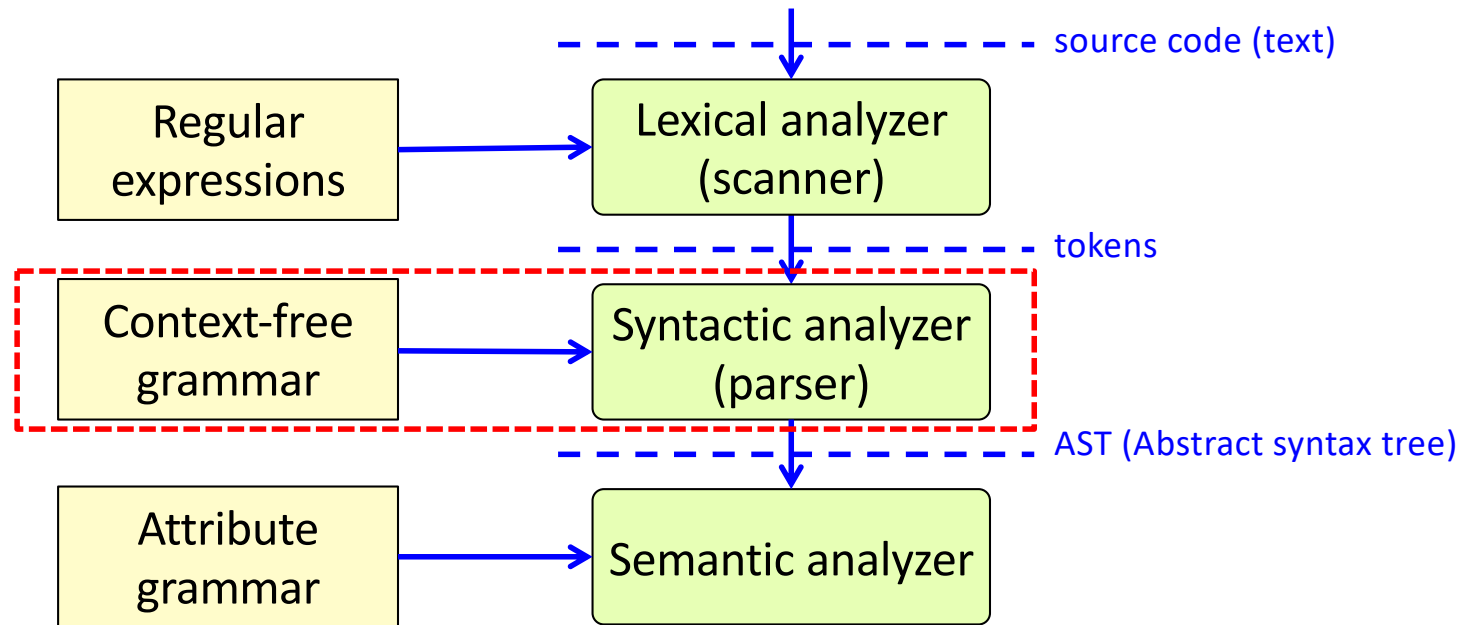 source code (text)
Regular
expressions
Lexical analyzer
(scanner)
tokens
Context-free
grammar
Syntactic analyzer
(parser)
AST (Abstract syntax tree)
Attribute
grammar
Semantic analyzer